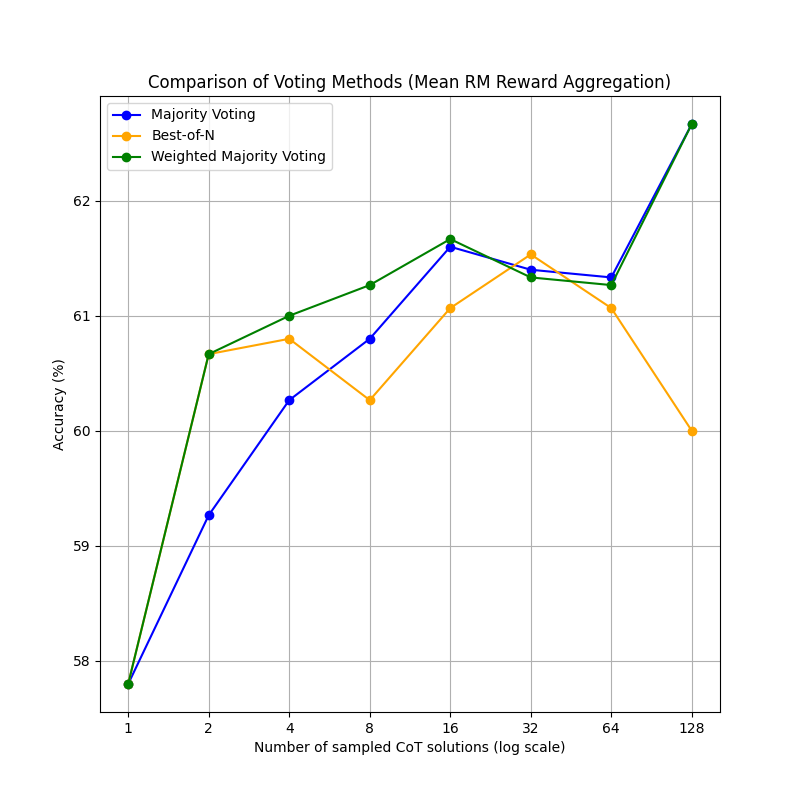 Comparison of Voting Methods (Mean RM Reward Aggregation)
Majority Voting
Best-of-N
Weighted Majority Voting
62
61
60
59
58
Accuracy (%)
1 2 4 8 16 32 64 128
Number of sampled CoT solutions (log scale)